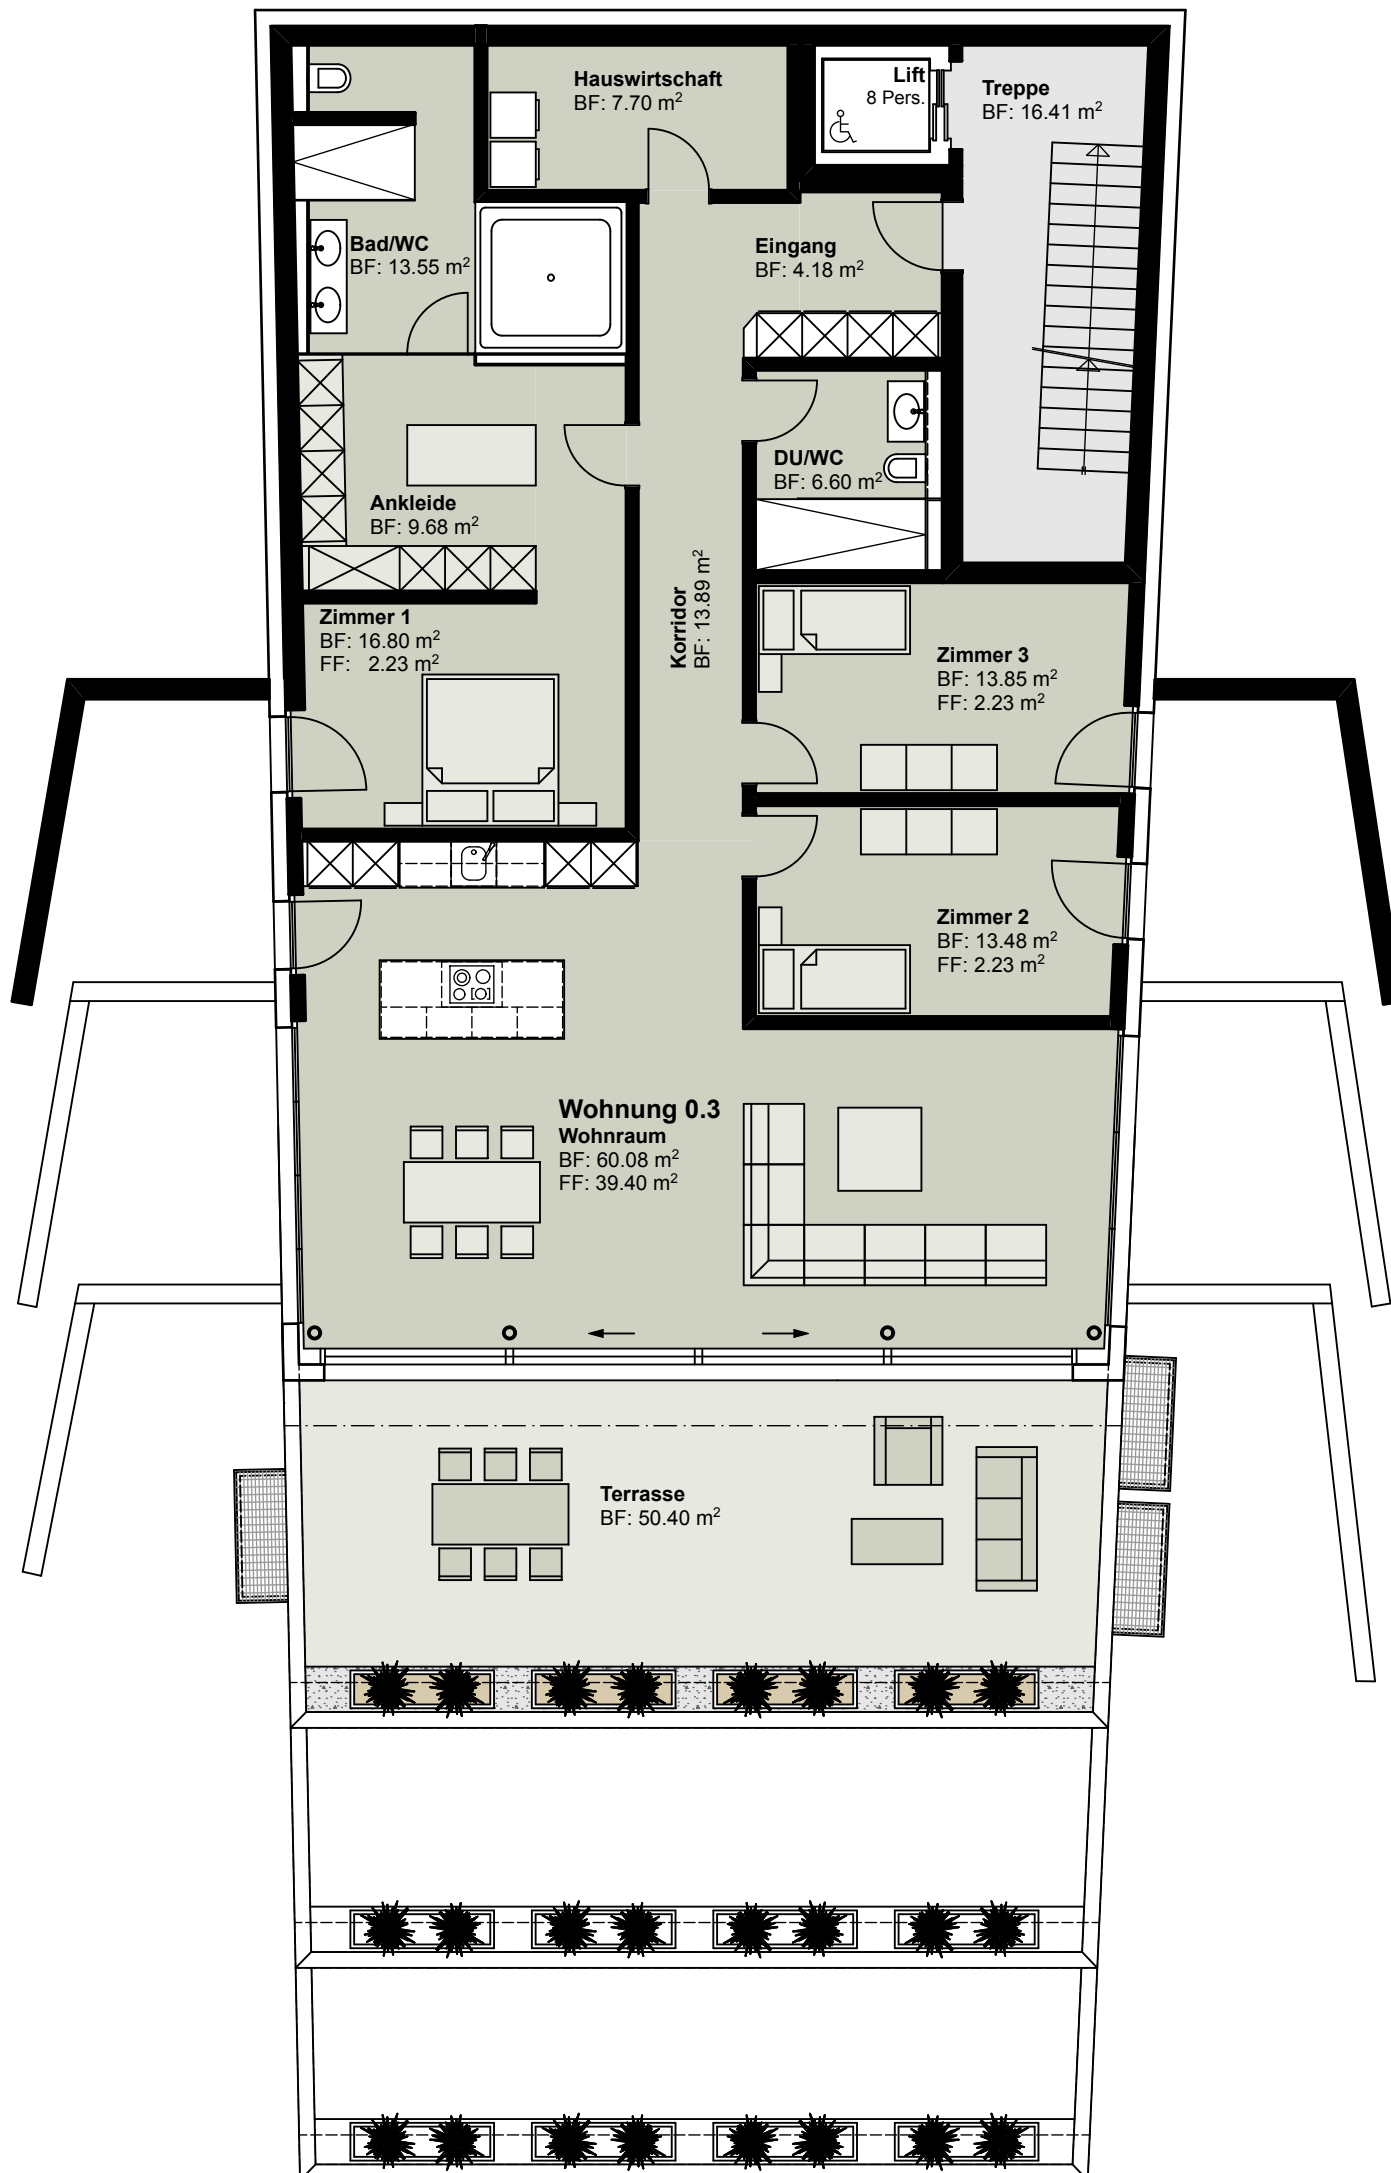 Hauswirtschaft
BF: 7.70 m²
Lift
8 Pers.
Treppe
BF: 16.41 m²
Bad/WC
BF: 13.55 m²
Eingang
BF: 4.18 m²
DU/WC
BF: 6.60 m²
Ankleide
BF: 9.68 m²
Korridor
BF: 13.89 m²
Zimmer 1
BF: 16.80 m²
FF: 2.23 m²
Zimmer 3
BF: 13.85 m²
FF: 2.23 m²
Zimmer 2
BF: 13.48 m²
FF: 2.23 m²
Wohnung 0.3
Wohnraum
BF: 60.08 m²
FF: 39.40 m²
Terrasse
BF: 50.40 m²